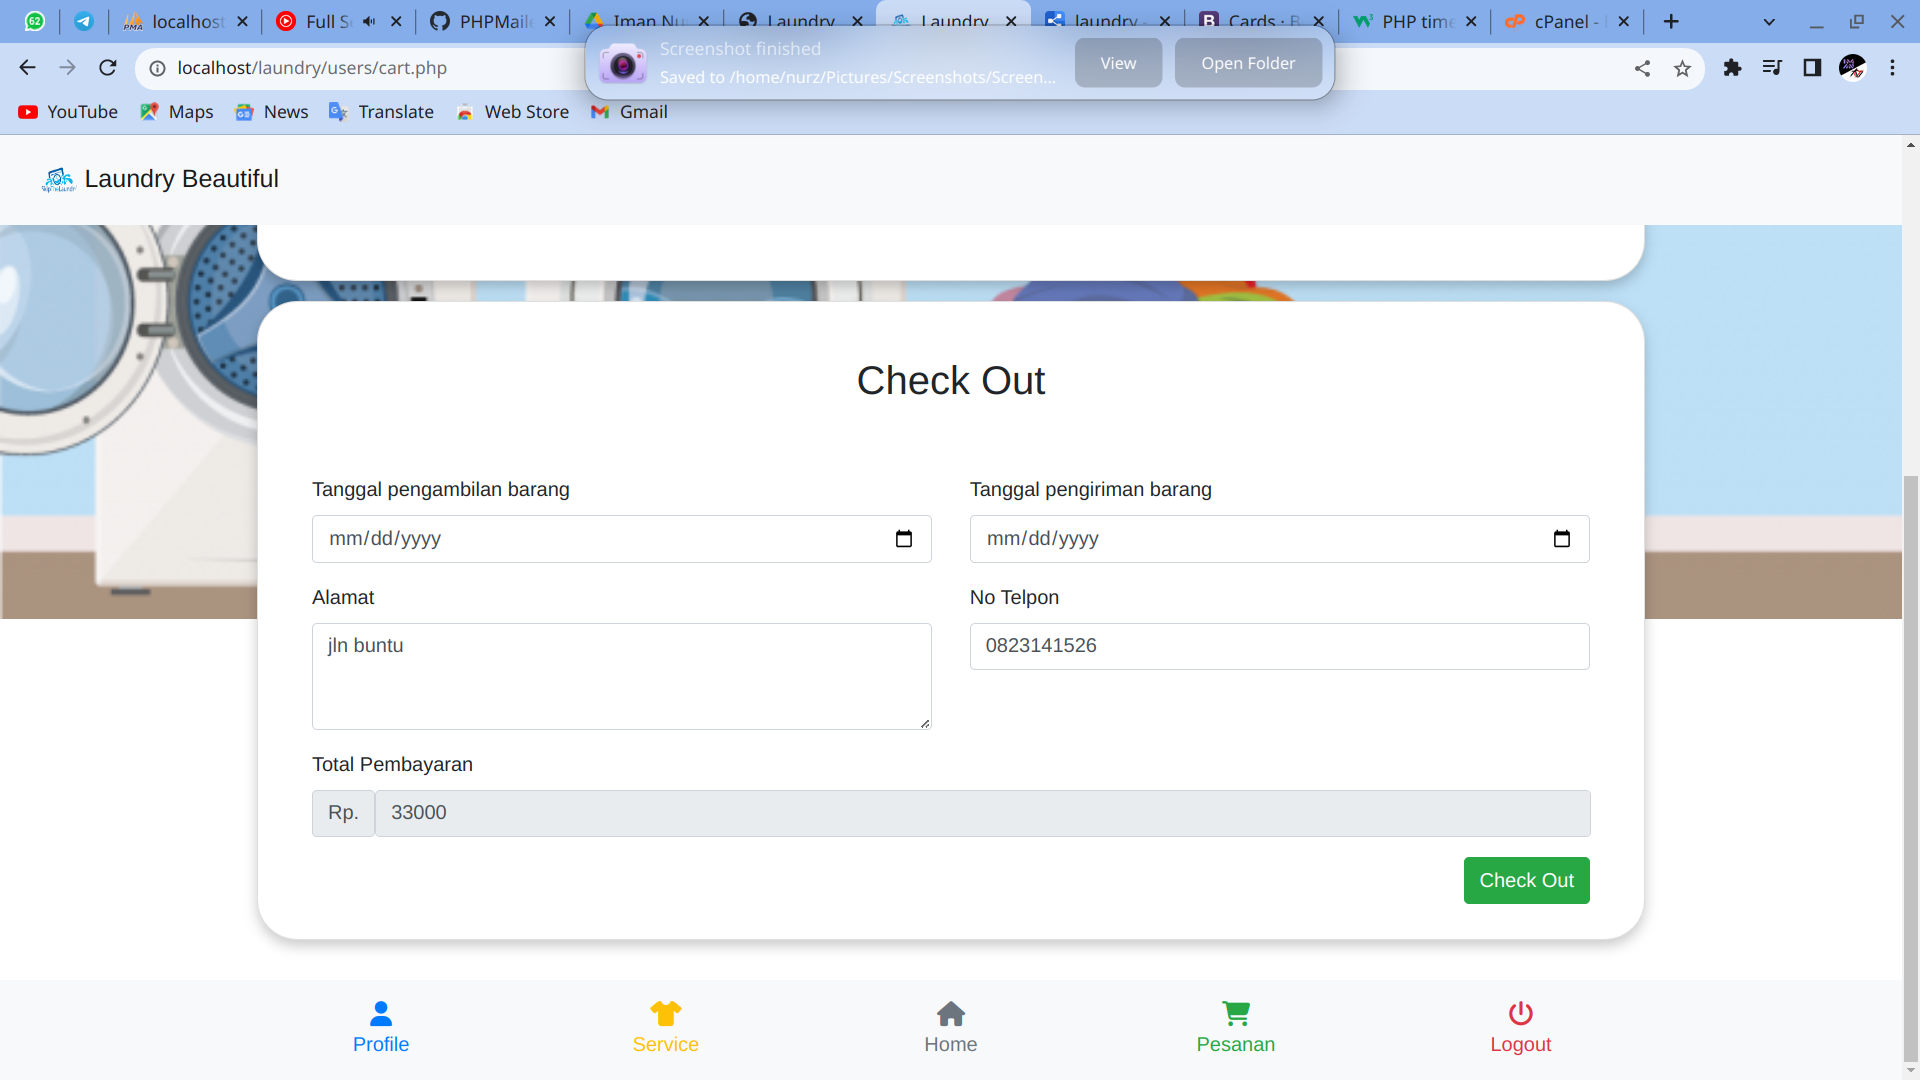 62
localhost
Full S
PHPMaile
Iman Nu
Laundry
Laundry
laundry -
Cards · B
PHP time
cPanel -
Screenshot finished
Saved to /home/nurz/Pictures/Screenshots/Screen...
View
Open Folder
localhost/laundry/users/cart.php
YouTube
Maps
News
Translate
Web Store
Gmail
Laundry Beautiful
Check Out
Tanggal pengambilan barang
Tanggal pengiriman barang
mm/dd/yyyy
mm/dd/yyyy
Alamat
No Telpon
jln buntu
0823141526
Total Pembayaran
Rp.
33000
Check Out
Profile
Service
Home
Pesanan
Logout